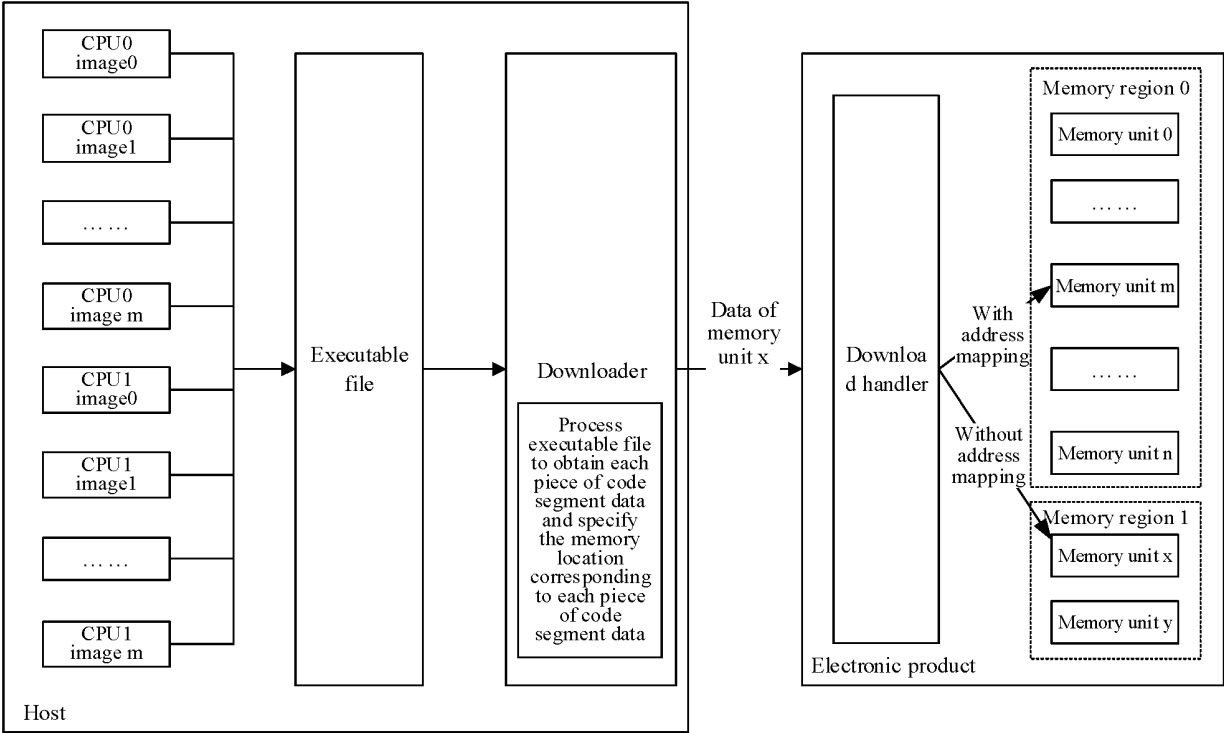 CPU0
image0
CPU0
image1
... ...
CPU0
image m
CPU1
image0
CPU1
image1
... ...
CPU1
image m
Executable
file
Downloader
Process
executable file
to obtain each
piece of code
segment data
and specify
the memory
location
corresponding
to each piece
of code
segment data
Host
Data of
memory
unit x
Downloa
d handler
With
address
mapping
Without
address
mapping
Memory region 0
Memory unit 0
... ...
Memory unit m
... ...
Memory unit n
Memory region 1
Memory unit x
Memory unit y
Electronic product